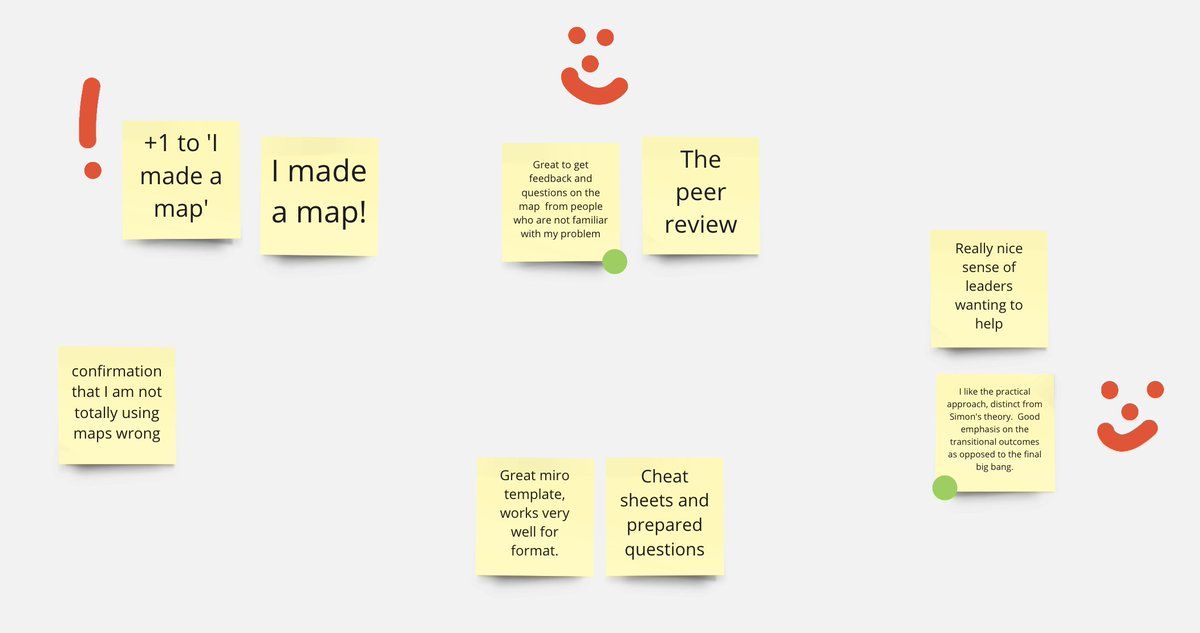 +1 to 'I
made a
map'
I made
a map!
Great to get
feedback and
questions on the
map  from people
who are not familiar
with my problem
The
peer
review
Really nice
sense of
leaders
wanting to
help
confirmation
that I am not
totally using
maps wrong
I like the practical
approach, distinct from
Simon's theory.  Good
emphasis on the
transitional outcomes
as opposed to the final
big bang.
Great miro
template,
works very
well for
format.
Cheat
sheets and
prepared
questions